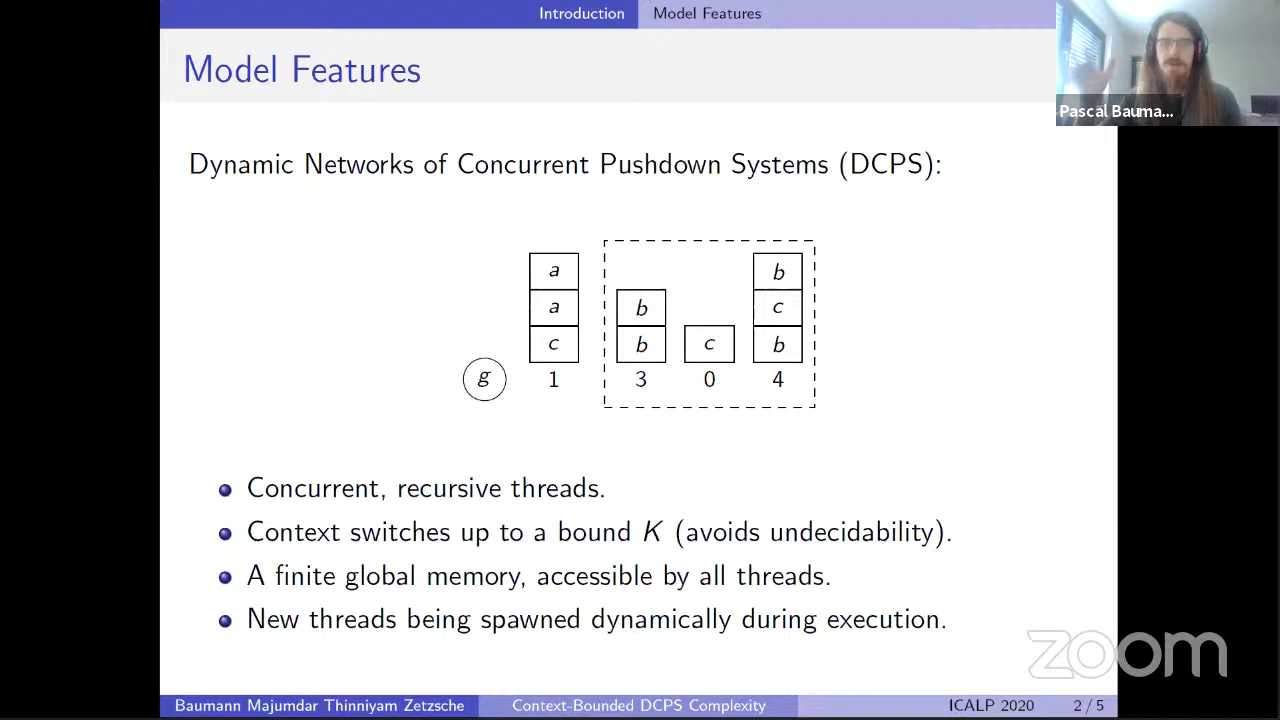 Introduction Model Features
Model Features
Pascal Bauma...
Dynamic Networks of Concurrent Pushdown Systems (DCPS):
a b
a b c
c b c b
g 1 3 0 4
Concurrent, recursive threads.
Context switches up to a bound K (avoids undecidability).
A finite global memory, accessible by all threads.
New threads being spawned dynamically during execution.
zoom
Baumann Majumdar Thinniyam Zetzsche Context-Bounded DCPS Complexity ICALP 2020 2 / 5